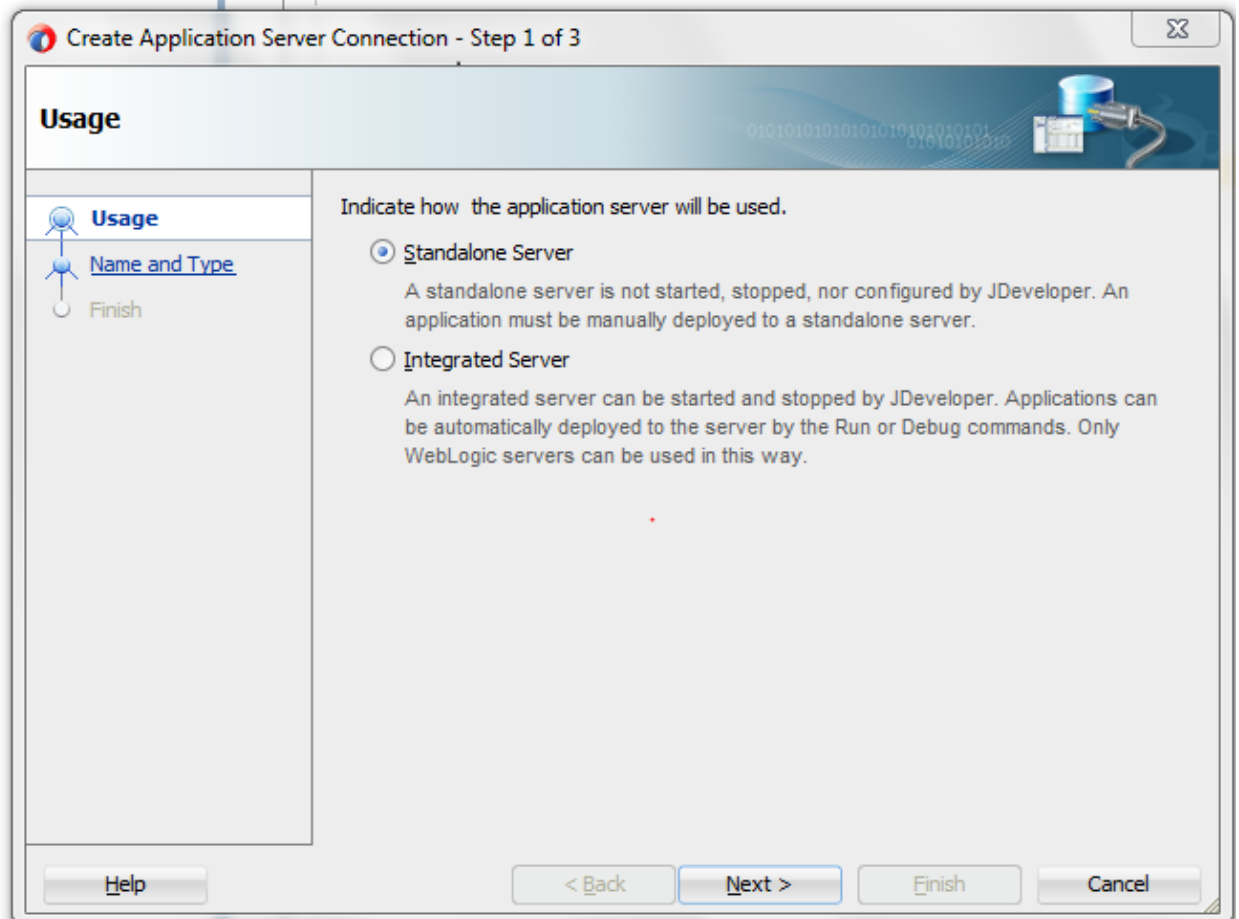 Create Application Server Connection - Step 1 of 3
Usage
010101010101010101010101
01010101010
Usage
Name and Type
Finish
Indicate how the application server will be used.
Standalone Server
A standalone server is not started, stopped, nor configured by JDeveloper. An
application must be manually deployed to a standalone server.
Integrated Server
An integrated server can be started and stopped by JDeveloper. Applications can
be automatically deployed to the server by the Run or Debug commands. Only
WebLogic servers can be used in this way.
Help
< Back
Next >
Finish
Cancel